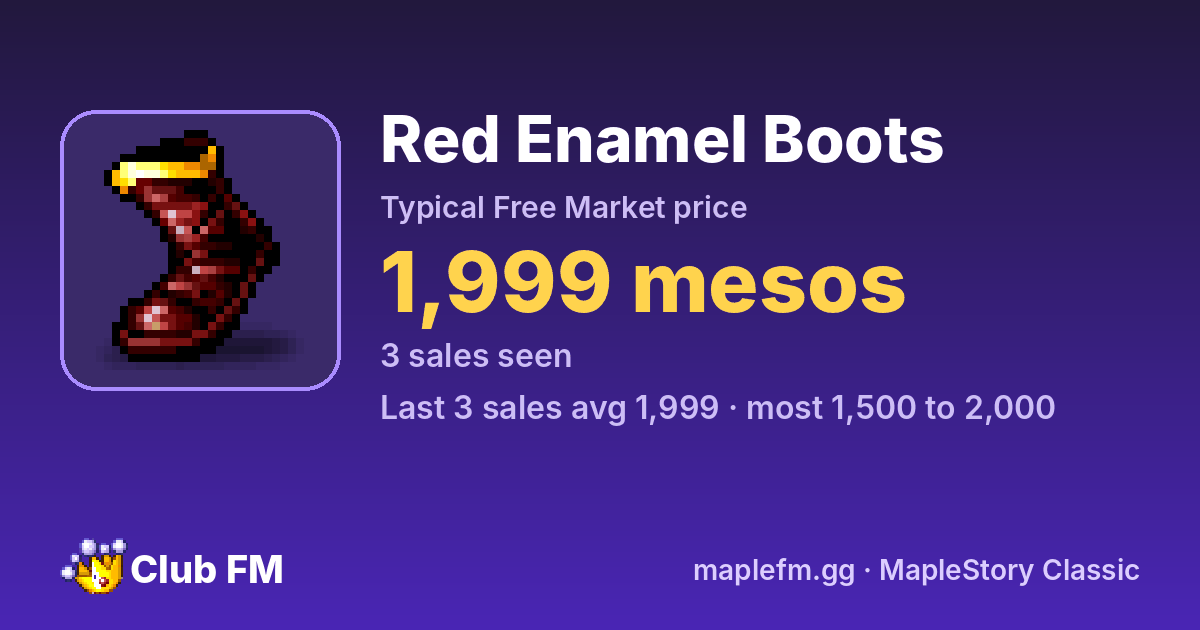 Red Enamel Boots
Typical Free Market price
1,999 mesos
3 sales seen
Last 3 sales avg 1,999 · most 1,500 to 2,000
Club FM
maplefm.gg · MapleStory Classic